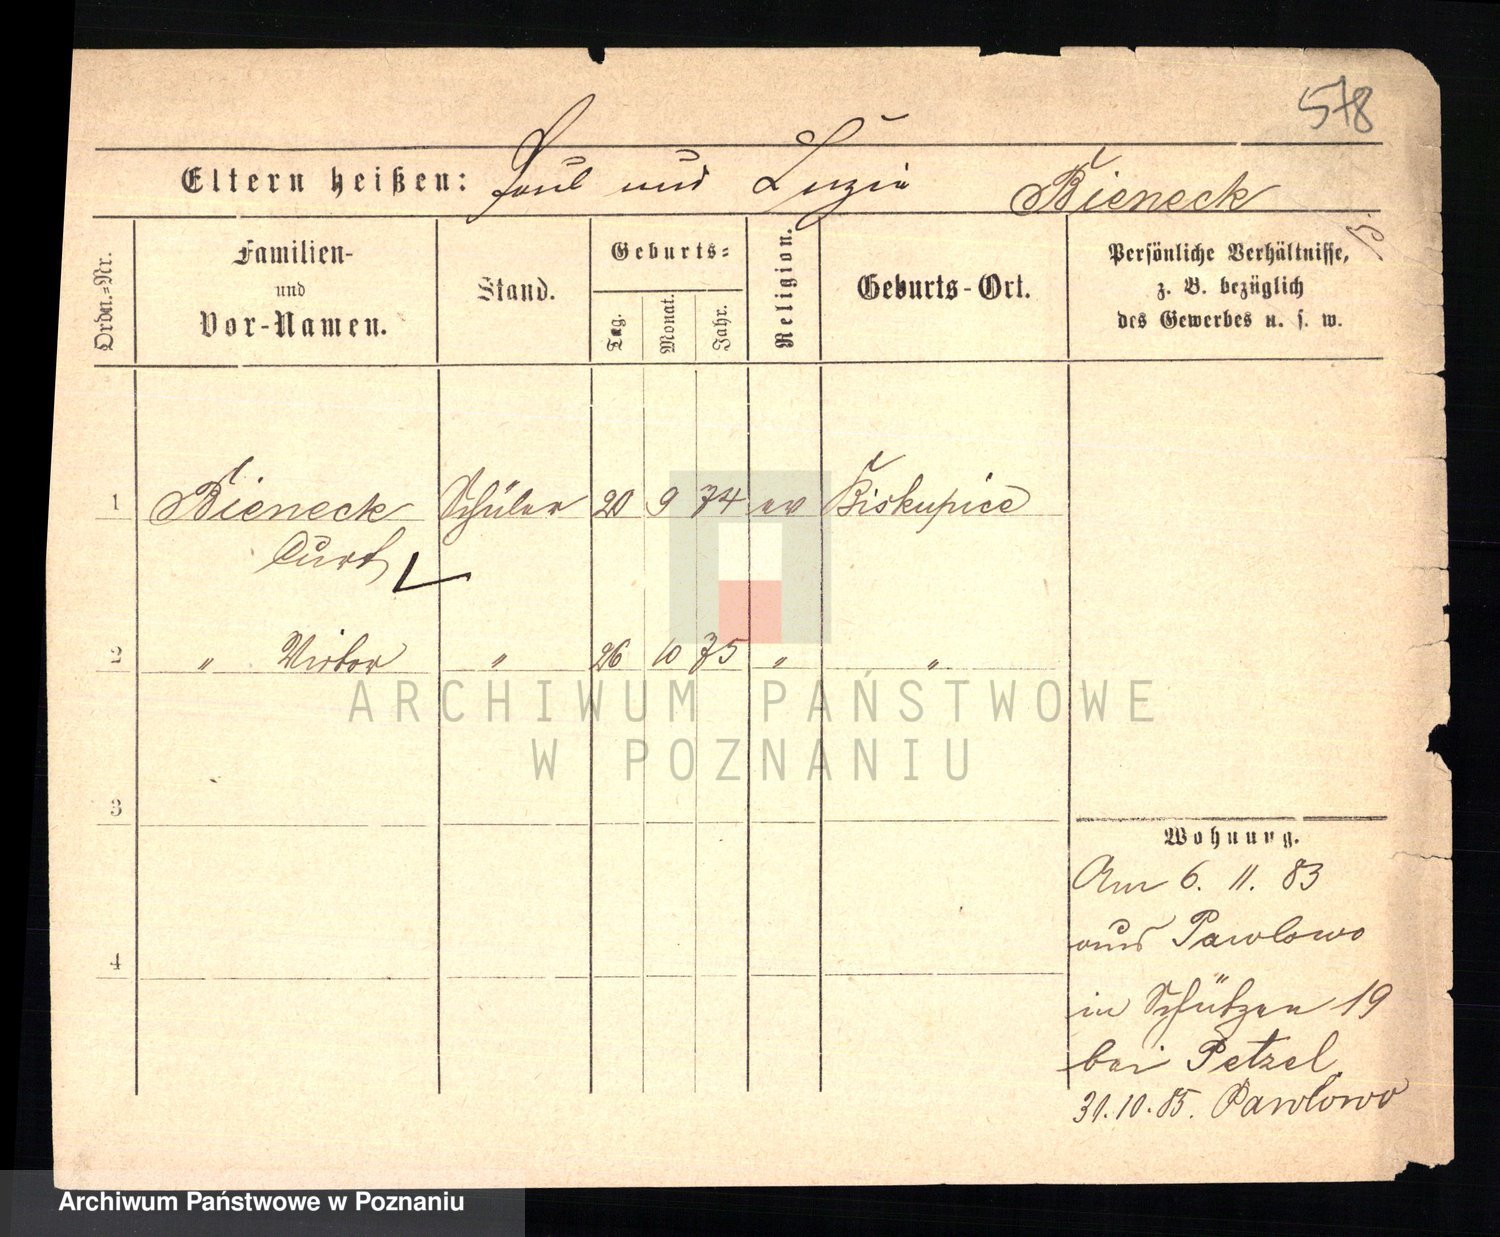 578
Eltern heißen: Paul und Luzie Bieneck
Ordn.=Nr.
Familien-
und
Vor-Namen.
Stand.
Geburts=
Tag.
Monat.
Jahr.
Religion.
Geburts-Ort.
Persönliche Verhältnisse,
z. B. bezüglich
des Gewerbes u. s. w.
1 Bieneck Schüler 20 9 74 ev Biskupice
Curt
2 " Victor " 26 10 75 " "
3
4
Wohnung.
Am 6. 11. 83
aus Pawlowo
in Schützen 19
bei Petzel
31.10.85. Pawlowo
ARCHIWUM PAŃSTWOWE
W POZNANIU
Archiwum Państwowe w Poznaniu